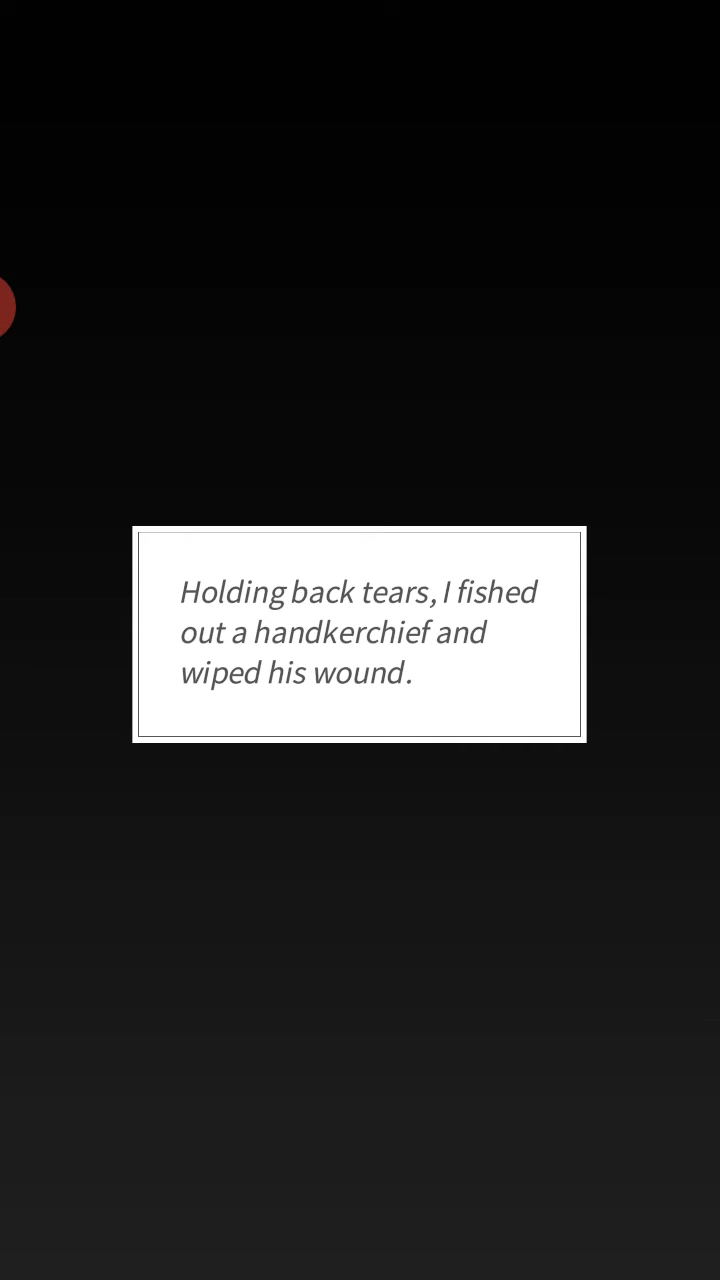 Holding back tears, I fished
out a handkerchief and
wiped his wound.